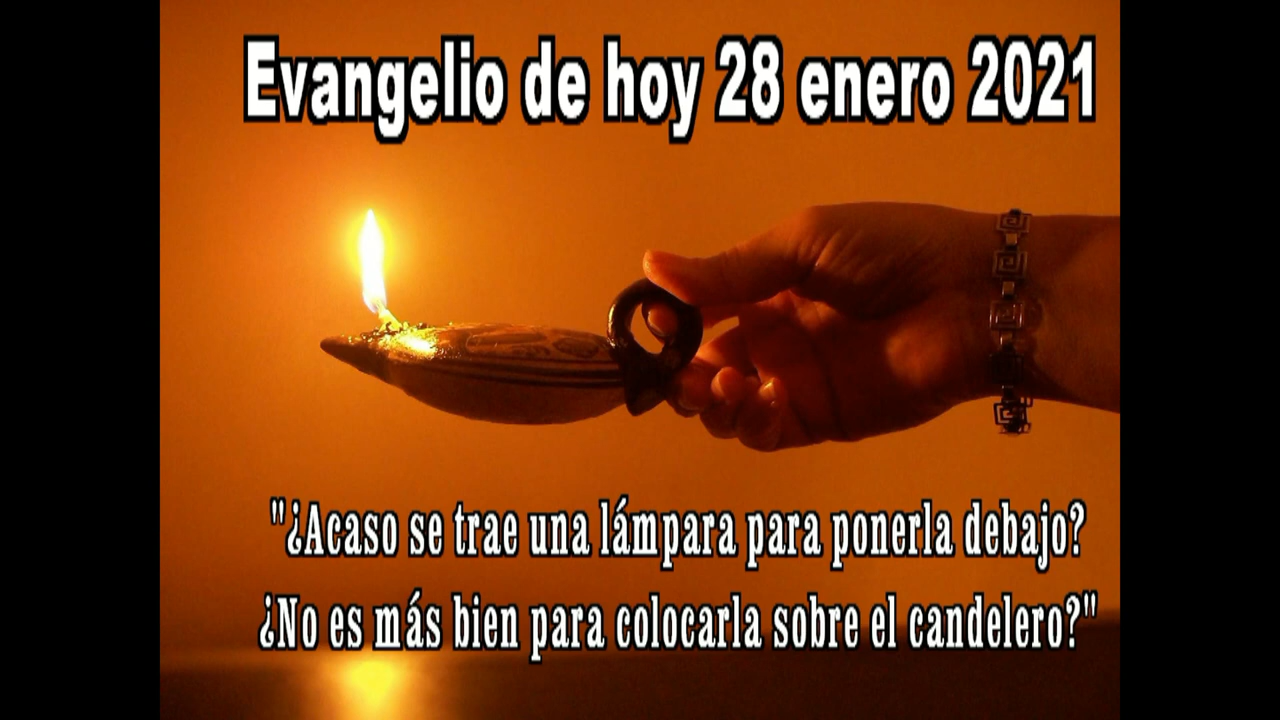 Evangelio de hoy 28 enero 2021
"¿Acaso se trae una lámpara para ponerla debajo?
¿No es más bien para colocarla sobre el candelero?"